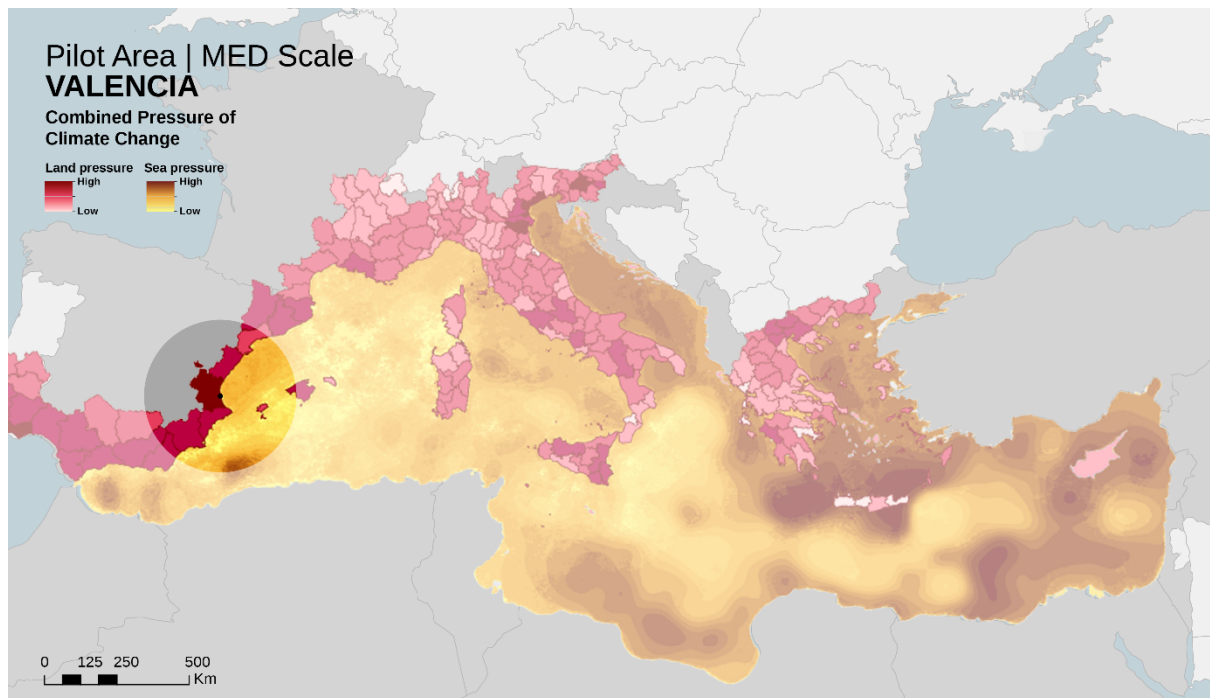 Pilot Area | MED Scale
VALENCIA
Combined Pressure of
Climate Change
Land pressure Sea pressure
High High
Low Low
0 125 250 500
Km